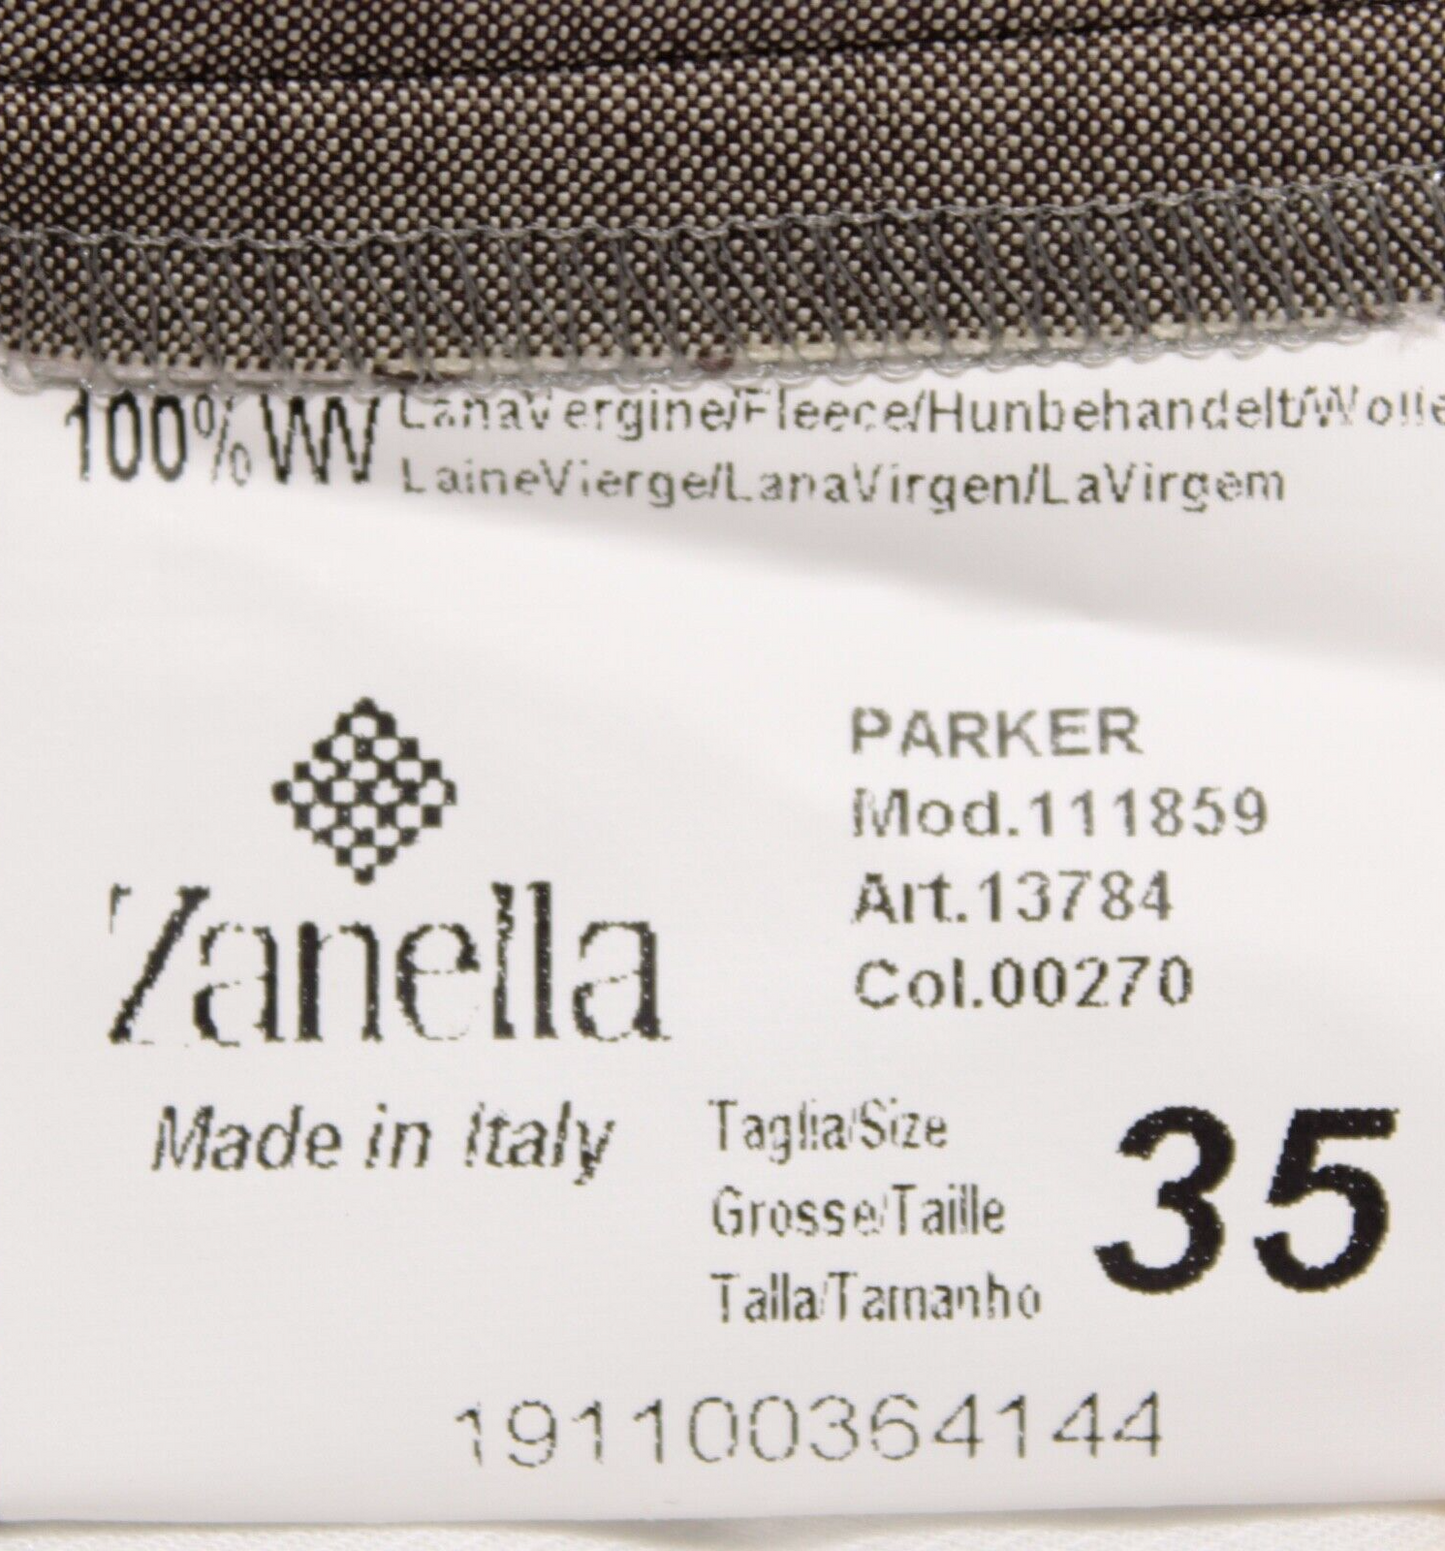 100% WV LanaVergine/Fleece/Hunbehandelt/Wolle
LaineVierge/LanaVirgen/LaVirgem
Zanella
Made in Italy
PARKER
Mod.111859
Art.13784
Col.00270
Taglia/Size
Grosse/Taille
Talla/Tamanho
35
191100364144